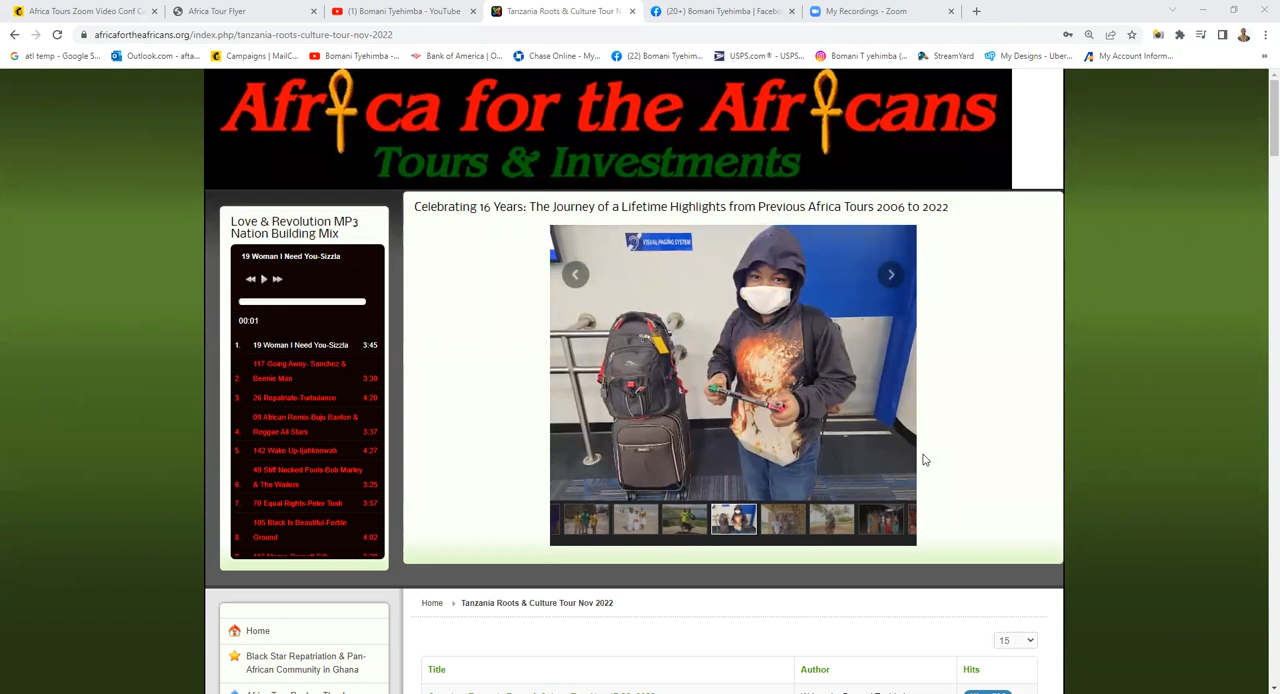 Africa Tours Zoom Video Conf C
Africa Tour Flyer
(1) Bomani Tyehimba - YouTube
Tanzania Roots & Culture Tour N
(20+) Bomani Tyehimba | Facebo
My Recordings - Zoom
africafortheafricans.org/index.php/tanzania-roots-culture-tour-nov-2022
atl temp - Google S...
Outlook.com - afta...
Campaigns | MailC...
Bomani Tyehimba -...
Bank of America | O...
Chase Online - My...
(22) Bomani Tyehim...
USPS.com® - USPS...
Bomani T yehimba (...
StreamYard
My Designs - Uber...
My Account Inform...
Africa for the Africans
Tours & Investments
Love & Revolution MP3
Nation Building Mix
19 Woman I Need You-Sizzla
00:01
1. 19 Woman I Need You-Sizzla 3:45
117 Going Away- Sanchez &
2. Beenie Man 3:30
3. 26 Repatriate-Turbulance 4:20
09 African Remix-Buju Banton &
4. Reggae All Stars 3:37
5. 142 Wake Up-Ijahknowah 4:27
49 Stiff Necked Fools-Bob Marley
6. & The Wailers 3:25
7. 70 Equal Rights-Peter Tosh 3:57
105 Black Is Beautiful-Fertile
8. Ground 4:02
Celebrating 16 Years: The Journey of a Lifetime Highlights from Previous Africa Tours 2006 to 2022
VISUAL PAGING SYSTEM
Home
Black Star Repatriation & Pan-
African Community in Ghana
Home Tanzania Roots & Culture Tour Nov 2022
15
Title Author Hits